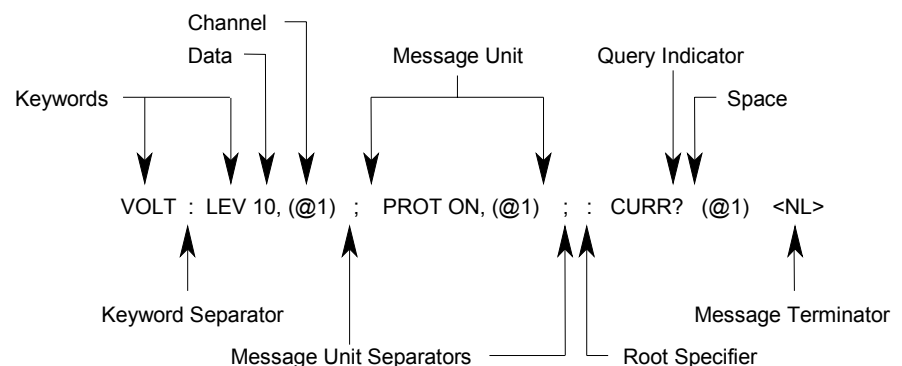 Channel
Data Message Unit Query Indicator
Keywords Space
VOLT : LEV 10, (@1) ; PROT ON, (@1) ; : CURR? (@1) <NL>
Keyword Separator Message Terminator
Message Unit Separators Root Specifier